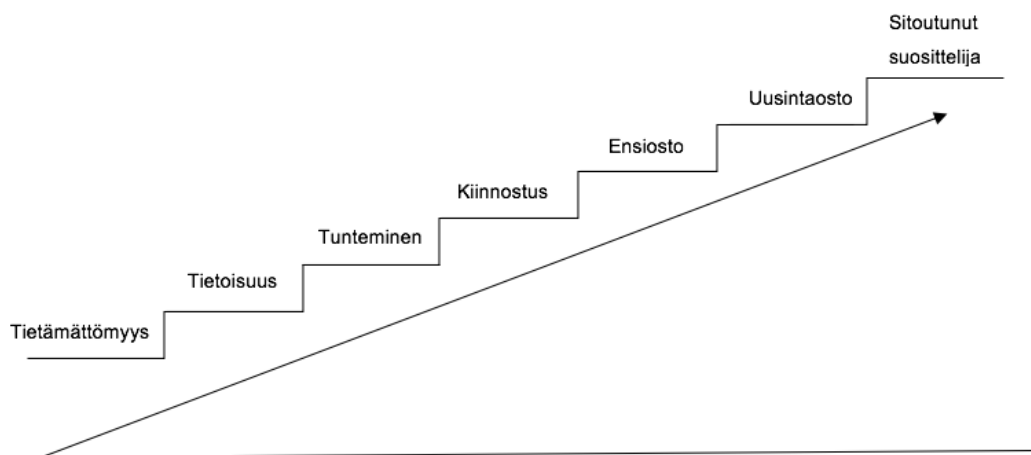 Sitoutunut
suosittelija
Uusintaosto
Ensiosto
Kiinnostus
Tunteminen
Tietoisuus
Tietämättömyys